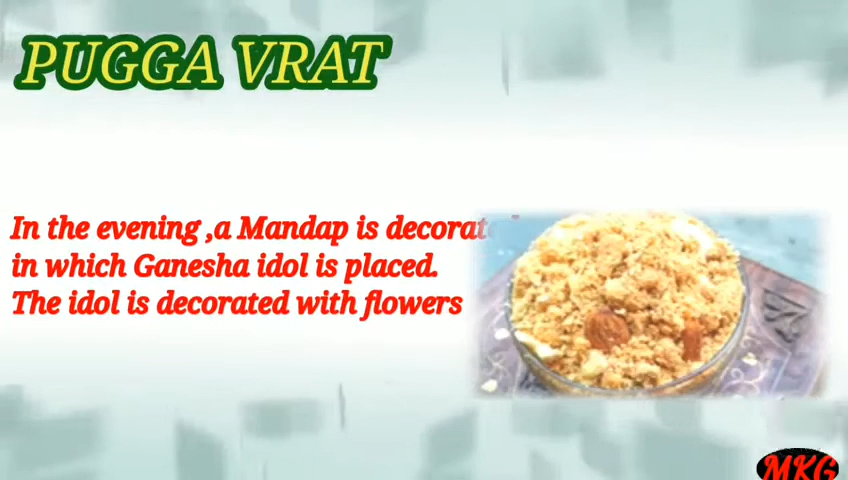 PUGGA VRAT
In the evening ,a Mandap is decorat
in which Ganesha idol is placed.
The idol is decorated with flowers
MKG